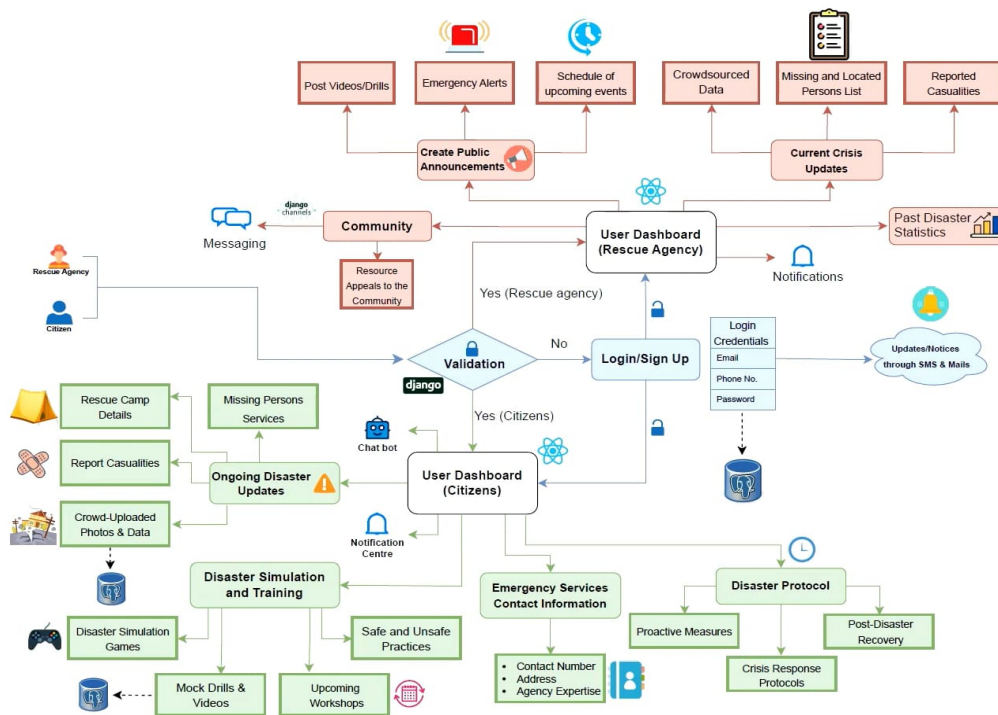 Post Videos/Drills
Emergency Alerts
Schedule of
upcoming events
Crowdsourced
Data
Missing and Located
Persons List
Reported
Casualities
Create Public
Announcements
Current Crisis
Updates
django
channels
Messaging
Community
User Dashboard
(Rescue Agency)
Past Disaster
Statistics
Resource
Appeals to the
Community
Notifications
Rescue Agency
Citizen
Yes (Rescue agency)
Validation
django
No
Login/Sign Up
Login
Credentials
Email
Phone No.
Password
Updates/Notices
through SMS & Mails
Yes (Citizens)
Rescue Camp
Details
Missing Persons
Services
Chat bot
Report Casualities
Ongoing Disaster
Updates
User Dashboard
(Citizens)
Crowd-Uploaded
Photos & Data
Notification
Centre
Disaster Simulation
and Training
Emergency Services
Contact Information
Disaster Protocol
Disaster Simulation
Games
Safe and Unsafe
Practices
Proactive Measures
Post-Disaster
Recovery
Mock Drills &
Videos
Upcoming
Workshops
• Contact Number
• Address
• Agency Expertise
Crisis Response
Protocols